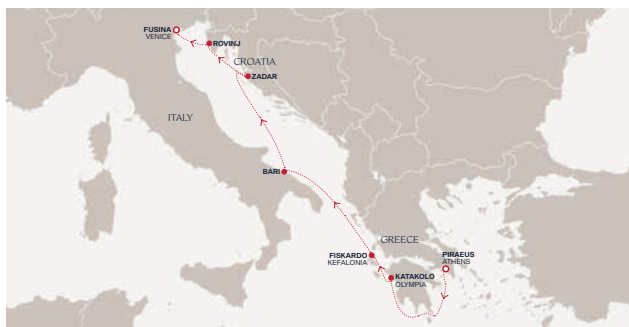 FUSINA
VENICE
ROVINJ
CROATIA
ZADAR
ITALY
BARI
GREECE
FISKARDO
KEFALONIA
PIRAEUS
ATHENS
KATAKOLO
OLYMPIA